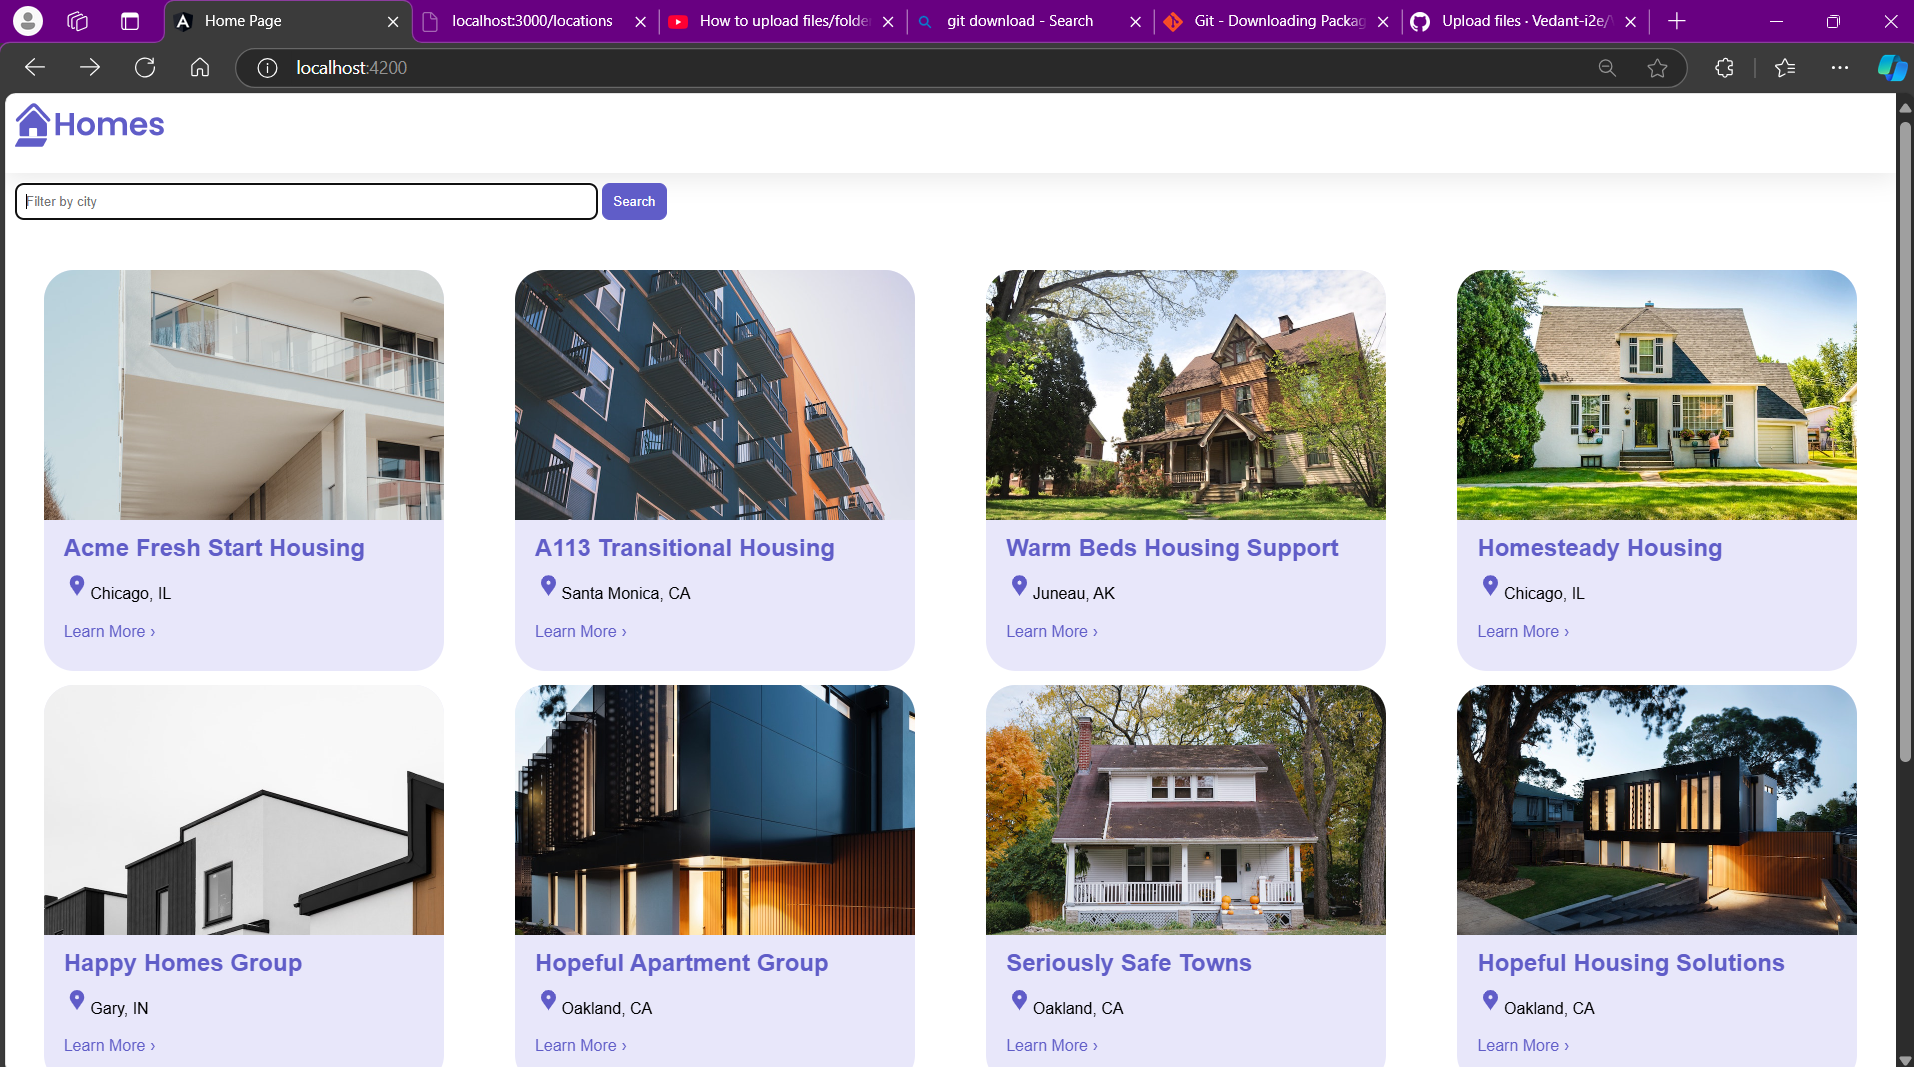 Home Page
localhost:3000/locations
How to upload files/folde
git download - Search
Git - Downloading Packag
Upload files · Vedant-i2e/
localhost:4200
Homes
Filter by city
Search
Acme Fresh Start Housing
Chicago, IL
Learn More ›
A113 Transitional Housing
Santa Monica, CA
Learn More ›
Warm Beds Housing Support
Juneau, AK
Learn More ›
Homesteady Housing
Chicago, IL
Learn More ›
Happy Homes Group
Gary, IN
Learn More ›
Hopeful Apartment Group
Oakland, CA
Learn More ›
Seriously Safe Towns
Oakland, CA
Learn More ›
Hopeful Housing Solutions
Oakland, CA
Learn More ›